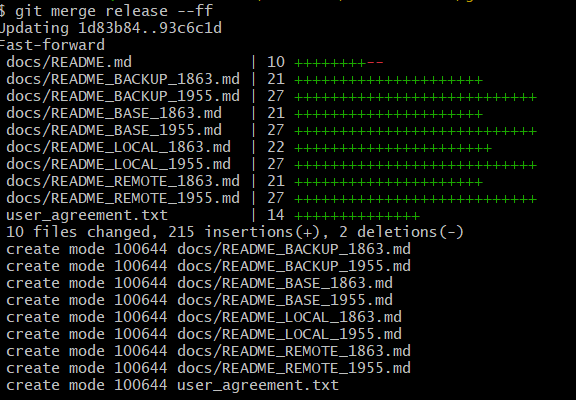 $ git merge release --ff
Updating 1d83b84..93c6c1d
Fast-forward
 docs/README.md             | 10 ++++++++--
 docs/README_BACKUP_1863.md | 21 +++++++++++++++++++++
 docs/README_BACKUP_1955.md | 27 +++++++++++++++++++++++++++
 docs/README_BASE_1863.md   | 21 +++++++++++++++++++++
 docs/README_BASE_1955.md   | 27 +++++++++++++++++++++++++++
 docs/README_LOCAL_1863.md  | 22 ++++++++++++++++++++++
 docs/README_LOCAL_1955.md  | 27 +++++++++++++++++++++++++++
 docs/README_REMOTE_1863.md | 21 +++++++++++++++++++++
 docs/README_REMOTE_1955.md | 27 +++++++++++++++++++++++++++
 user_agreement.txt         | 14 ++++++++++++++
 10 files changed, 215 insertions(+), 2 deletions(-)
 create mode 100644 docs/README_BACKUP_1863.md
 create mode 100644 docs/README_BACKUP_1955.md
 create mode 100644 docs/README_BASE_1863.md
 create mode 100644 docs/README_BASE_1955.md
 create mode 100644 docs/README_LOCAL_1863.md
 create mode 100644 docs/README_LOCAL_1955.md
 create mode 100644 docs/README_REMOTE_1863.md
 create mode 100644 docs/README_REMOTE_1955.md
 create mode 100644 user_agreement.txt